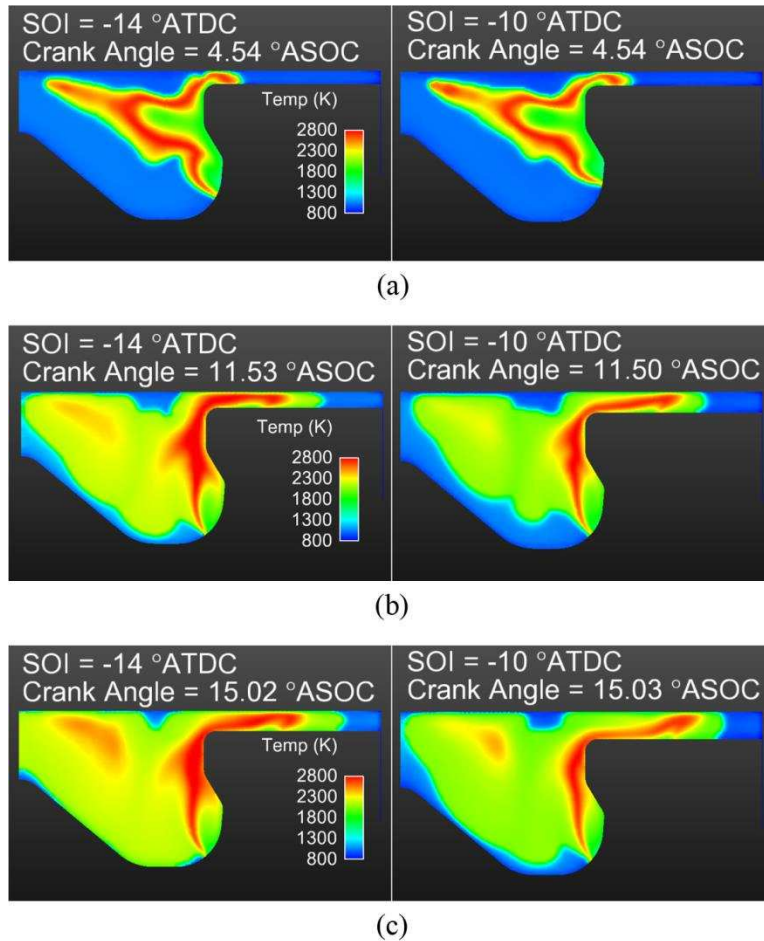 SOI = -14 °ATDC
Crank Angle = 4.54 °ASOC
Temp (K)
2800
2300
1800
1300
800
SOI = -10 °ATDC
Crank Angle = 4.54 °ASOC
(a)
SOI = -14 °ATDC
Crank Angle = 11.53 °ASOC
Temp (K)
2800
2300
1800
1300
800
SOI = -10 °ATDC
Crank Angle = 11.50 °ASOC
(b)
SOI = -14 °ATDC
Crank Angle = 15.02 °ASOC
Temp (K)
2800
2300
1800
1300
800
SOI = -10 °ATDC
Crank Angle = 15.03 °ASOC
(c)